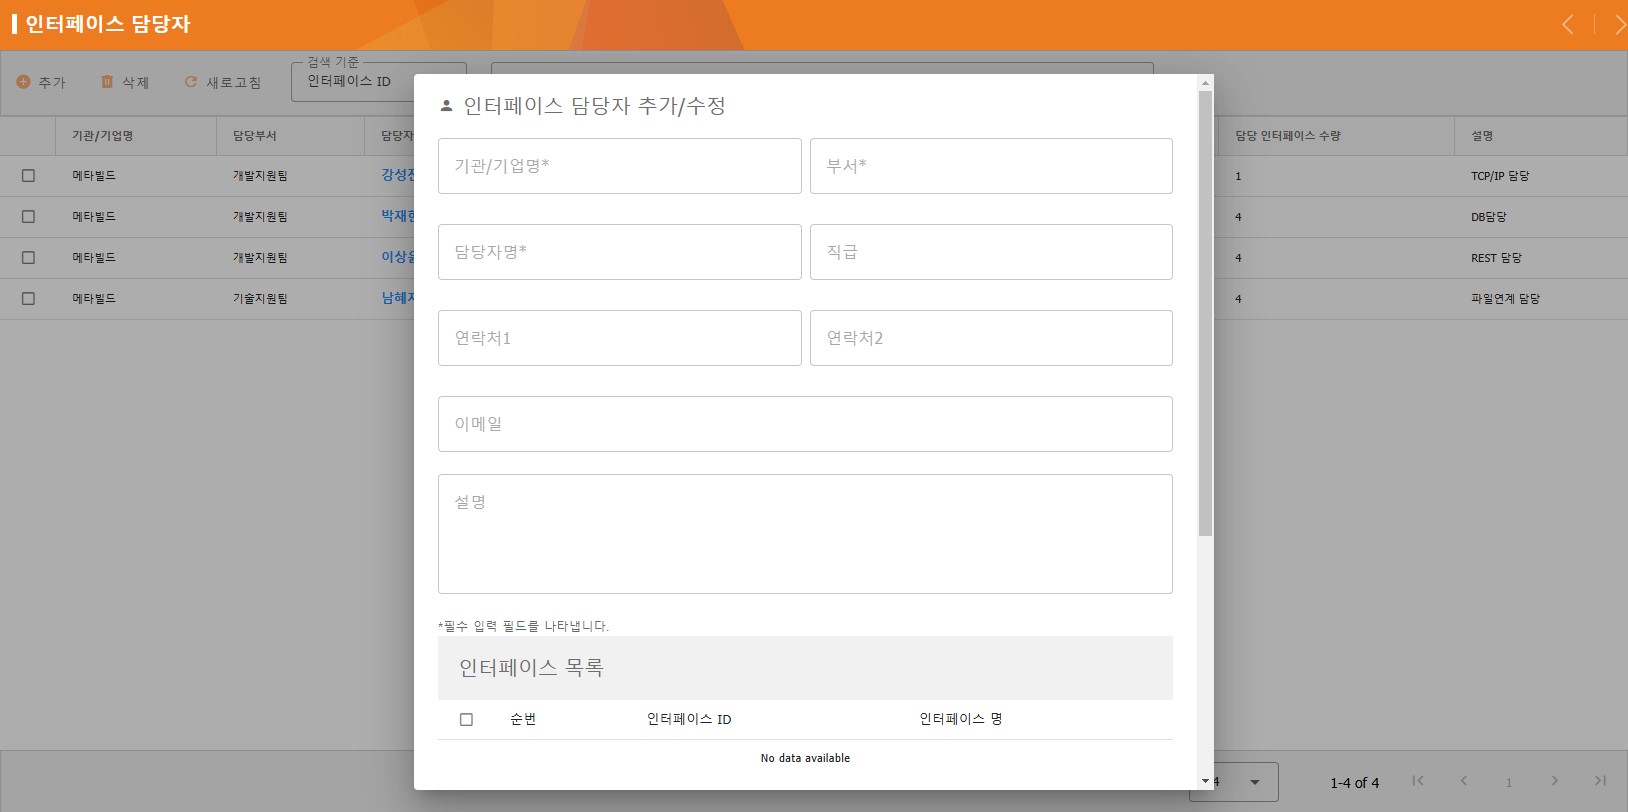 인터페이스 담당자
추가 삭제 새로고침 검색 기준
인터페이스 ID
기관/기업명 담당부서 담당자 담당 인터페이스 수량 설명
메타빌드 개발지원팀 강성진 1 TCP/IP 담당
메타빌드 개발지원팀 박재현 4 DB담당
메타빌드 개발지원팀 4 REST 담당
메타빌드 기술지원팀 남혜지 4 파일연계 담당
인터페이스 담당자 추가/수정
기관/기업명* 부서*
담당자명* 직급
연락처1 연락처2
이메일
설명
*필수 입력 필드를 나타냅니다.
인터페이스 목록
순번 인터페이스 ID 인터페이스 명
No data available
4 1-4 of 4 1